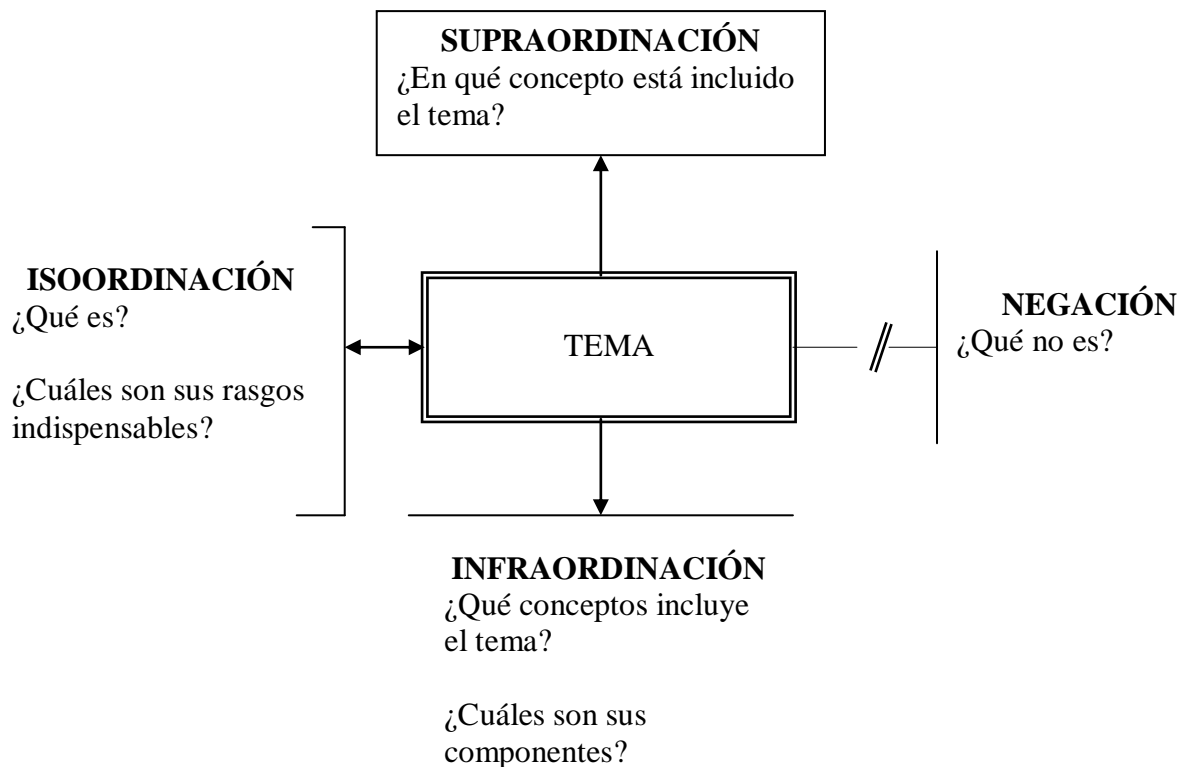 SUPRAORDINACIÓN
¿En qué concepto está incluido
el tema?
ISOORDINACIÓN
¿Qué es?
¿Cuáles son sus rasgos
indispensables?
TEMA
NEGACIÓN
¿Qué no es?
INFRAORDINACIÓN
¿Qué conceptos incluye
el tema?
¿Cuáles son sus
componentes?